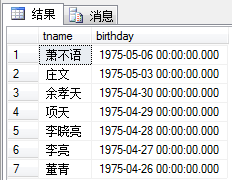 结果 消息
tname birthday
1 萧不语 1975-05-06 00:00:00.000
2 庄文 1975-05-03 00:00:00.000
3 余孝天 1975-04-30 00:00:00.000
4 项天 1975-04-29 00:00:00.000
5 李晓亮 1975-04-28 00:00:00.000
6 李亮 1975-04-27 00:00:00.000
7 董青 1975-04-26 00:00:00.000